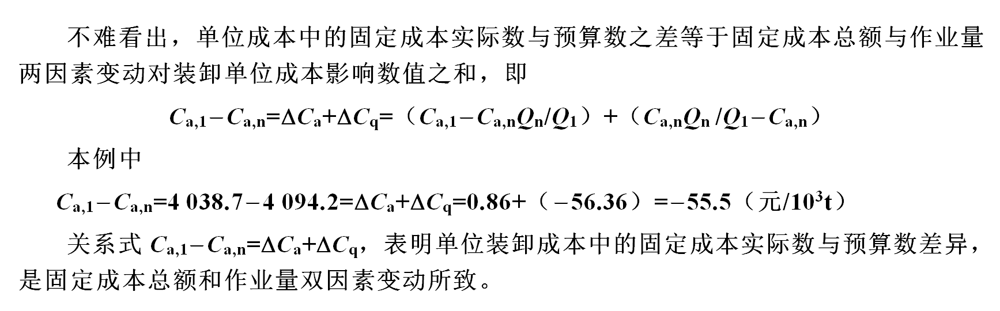 不难看出，单位成本中的固定成本实际数与预算数之差等于固定成本总额与作业量
两因素变动对装卸单位成本影响数值之和，即
Ca,1−Ca,n=ΔCa+ΔCq=（Ca,1−Ca,nQn/Q1）+（Ca,nQn /Q1−Ca,n）
本例中
Ca,1−Ca,n=4 038.7−4 094.2=ΔCa+ΔCq=0.86+（−56.36）=−55.5（元/10³t）
关系式 Ca,1−Ca,n=ΔCa+ΔCq，表明单位装卸成本中的固定成本实际数与预算数差异，
是固定成本总额和作业量双因素变动所致。